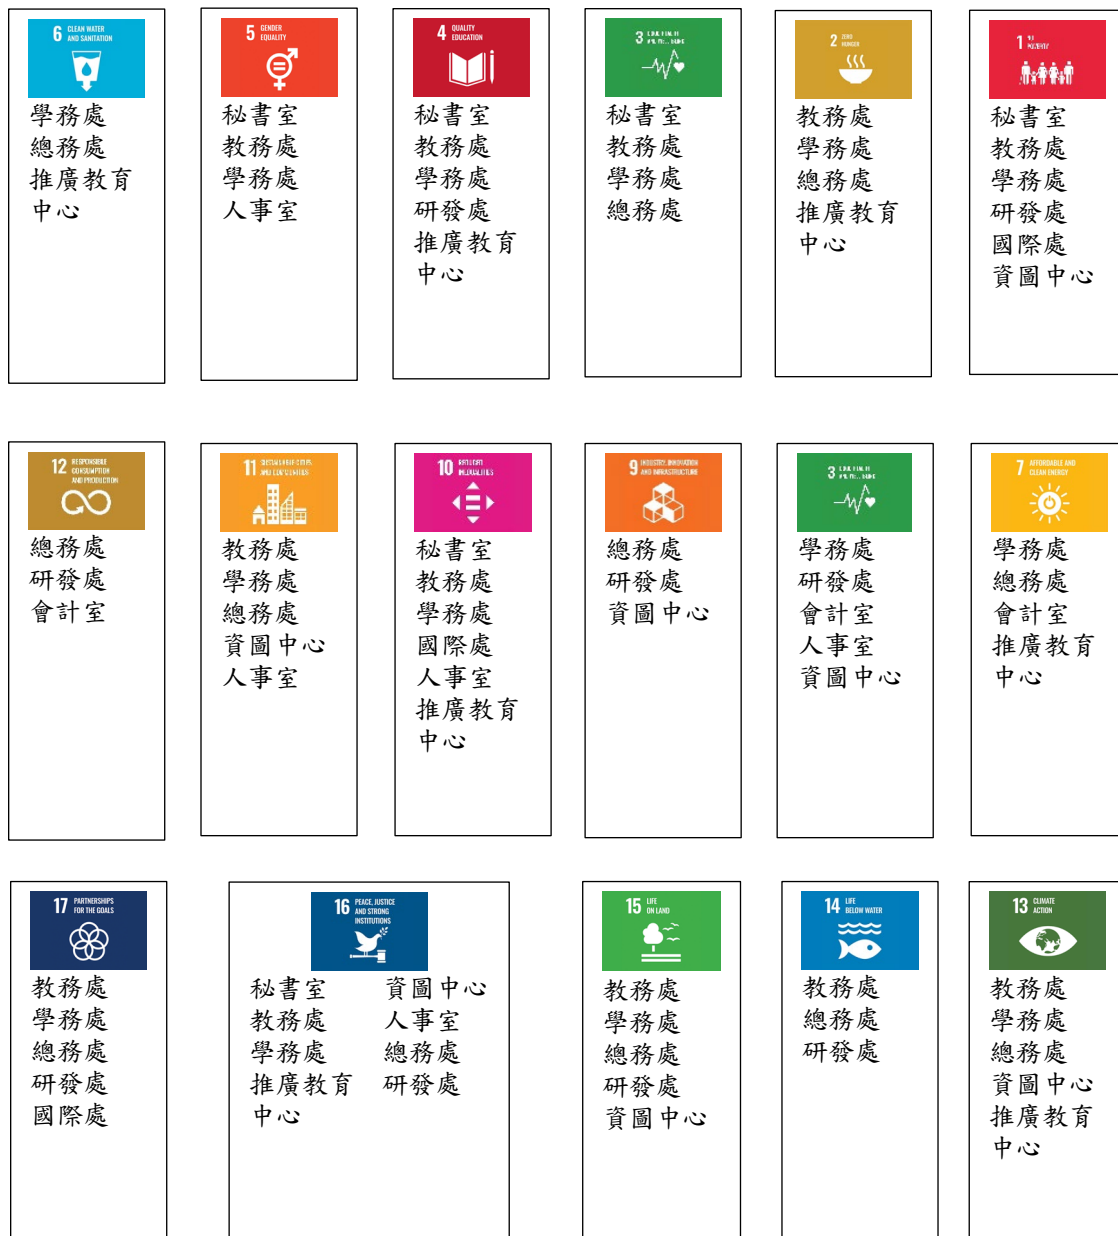 6 CLEAN WATER
AND SANITATION
學務處
總務處
推廣教育
中心
5 GENDER
EQUALITY
秘書室
教務處
學務處
人事室
4 QUALITY
EDUCATION
秘書室
教務處
學務處
研發處
推廣教育
中心
3
秘書室
教務處
學務處
總務處
2 ZERO
HUNGER
教務處
學務處
總務處
推廣教育
中心
1 NO
POVERTY
秘書室
教務處
學務處
研發處
國際處
資圖中心
12 RESPONSIBLE
CONSUMPTION
AND PRODUCTION
總務處
研發處
會計室
11 SUSTAINABLE CITIES
AND COMMUNITIES
教務處
學務處
總務處
資圖中心
人事室
10 REDUCED
INEQUALITIES
秘書室
教務處
學務處
國際處
人事室
推廣教育
中心
9 INDUSTRY, INNOVATION
AND INFRASTRUCTURE
總務處
研發處
資圖中心
3
學務處
研發處
會計室
人事室
資圖中心
7 AFFORDABLE AND
CLEAN ENERGY
學務處
總務處
會計室
推廣教育
中心
17 PARTNERSHIPS
FOR THE GOALS
教務處
學務處
總務處
研發處
國際處
16 PEACE, JUSTICE
AND STRONG
INSTITUTIONS
秘書室
教務處
學務處
推廣教育
中心
資圖中心
人事室
總務處
研發處
15 LIFE
ON LAND
教務處
學務處
總務處
研發處
資圖中心
14 LIFE
BELOW WATER
教務處
總務處
研發處
13 CLIMATE
ACTION
教務處
學務處
總務處
資圖中心
推廣教育
中心